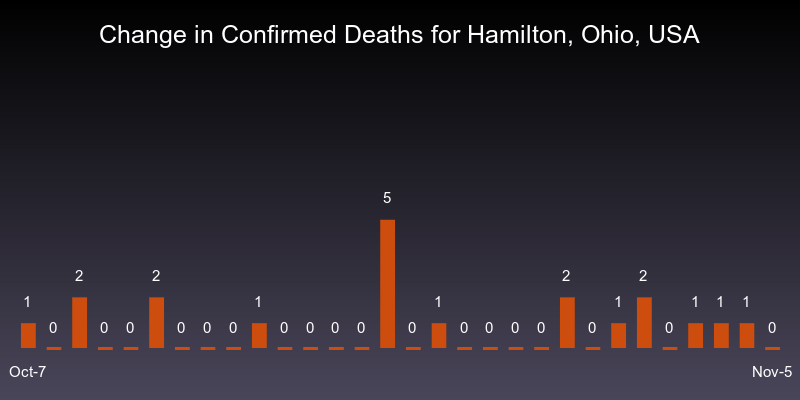 Change in Confirmed Deaths for Hamilton, Ohio, USA
5
2 2 2 2
1 1 1 1 1 1 1
0 0 0 0 0 0 0 0 0 0 0 0 0 0 0 0 0 0
Oct-7 Nov-5